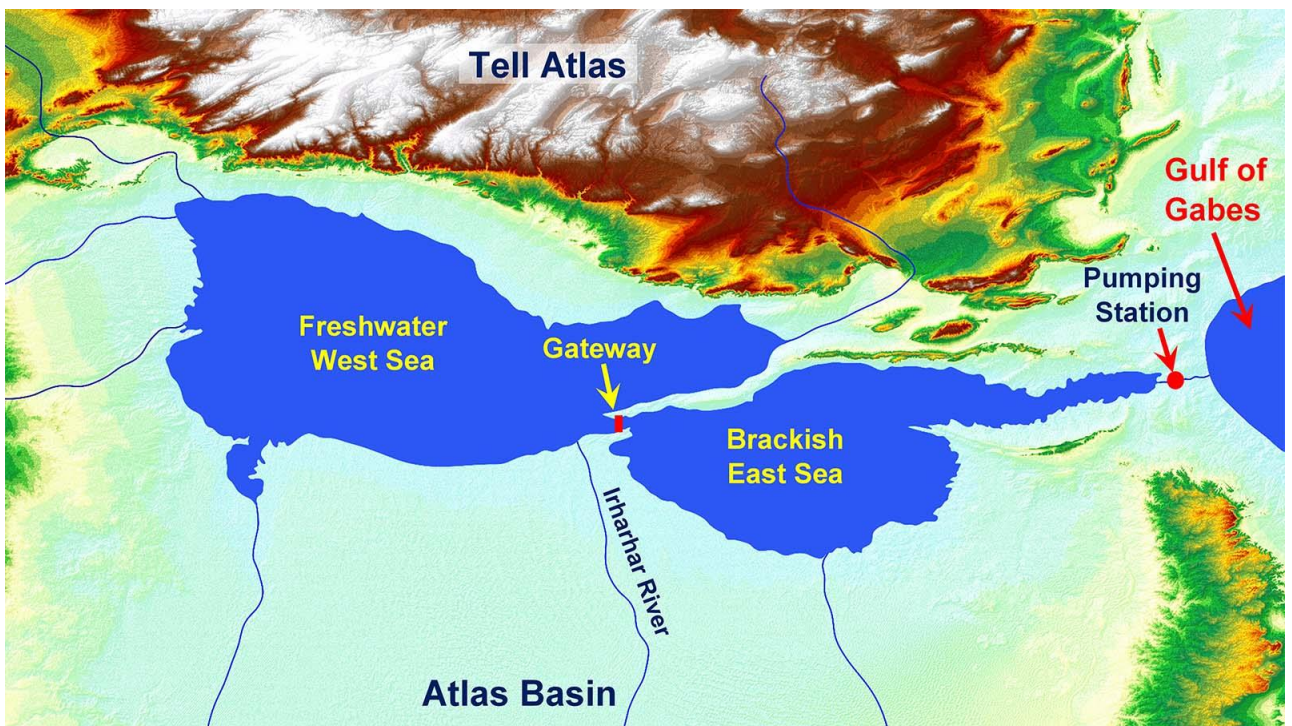 Tell Atlas
Gulf of
Gabes
Pumping
Station
Freshwater
West Sea
Gateway
Brackish
East Sea
Irharhar River
Atlas Basin